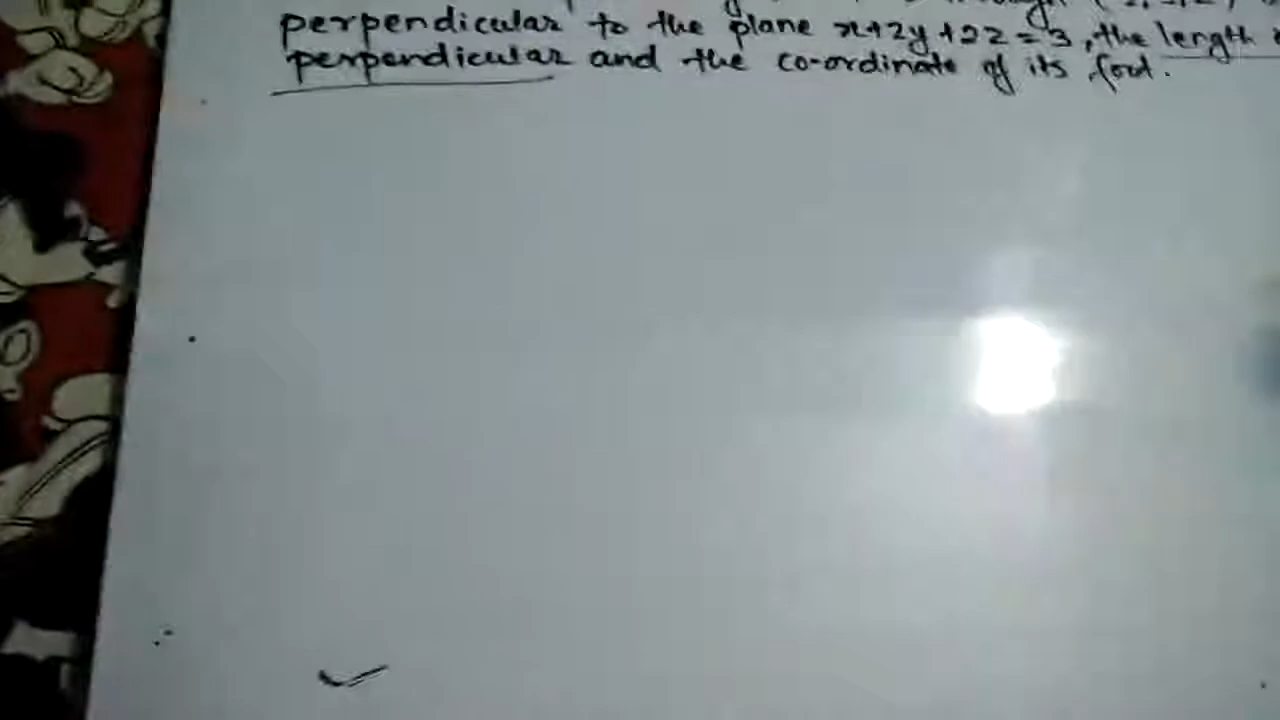 perpendicular to the plane x+2y+2z=3, the length
perpendicular and the co-ordinate of its foot.